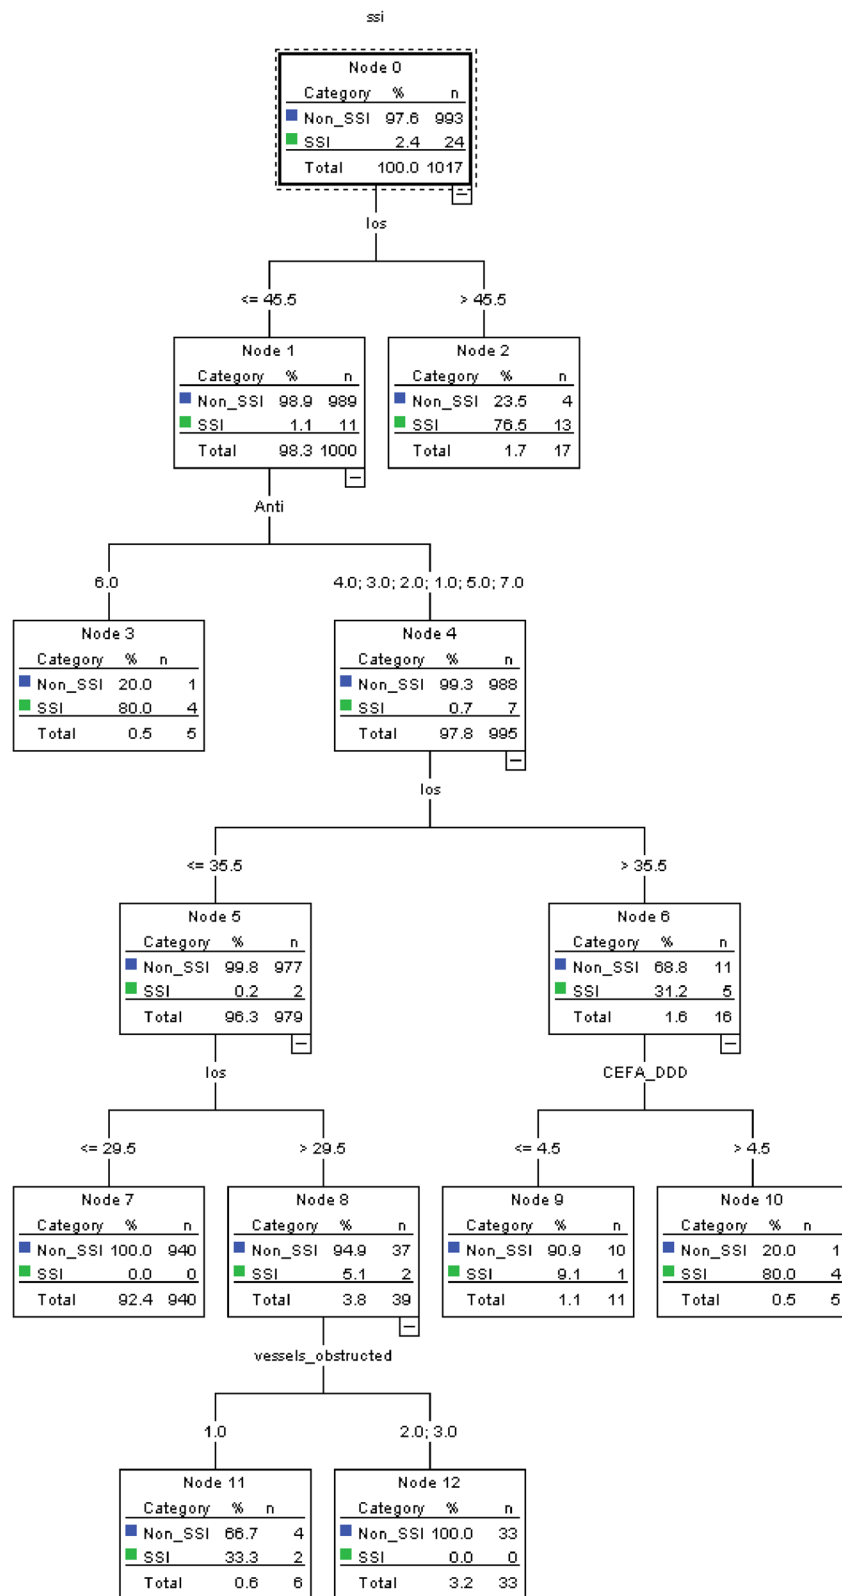 ssi
Node 0
Category % n
Non_SSI 97.6 993
SSI 2.4 24
Total 100.0 1017
los
<= 45.5 > 45.5
Node 1
Category % n
Non_SSI 98.9 989
SSI 1.1 11
Total 98.3 1000
Node 2
Category % n
Non_SSI 23.5 4
SSI 76.5 13
Total 1.7 17
Anti
6.0 4.0; 3.0; 2.0; 1.0; 5.0; 7.0
Node 3
Category % n
Non_SSI 20.0 1
SSI 80.0 4
Total 0.5 5
Node 4
Category % n
Non_SSI 99.3 988
SSI 0.7 7
Total 97.8 995
los
<= 35.5 > 35.5
Node 5
Category % n
Non_SSI 99.8 977
SSI 0.2 2
Total 96.3 979
Node 6
Category % n
Non_SSI 68.8 11
SSI 31.2 5
Total 1.6 16
los
CEFA_DDD
<= 29.5 > 29.5 <= 4.5 > 4.5
Node 7
Category % n
Non_SSI 100.0 940
SSI 0.0 0
Total 92.4 940
Node 8
Category % n
Non_SSI 94.9 37
SSI 5.1 2
Total 3.8 39
Node 9
Category % n
Non_SSI 90.9 10
SSI 9.1 1
Total 1.1 11
Node 10
Category % n
Non_SSI 20.0 1
SSI 80.0 4
Total 0.5 5
vessels_obstructed
1.0 2.0; 3.0
Node 11
Category % n
Non_SSI 66.7 4
SSI 33.3 2
Total 0.6 6
Node 12
Category % n
Non_SSI 100.0 33
SSI 0.0 0
Total 3.2 33